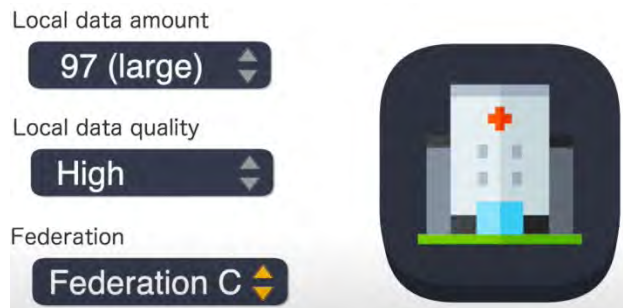 Local data amount
97 (large)
Local data quality
High
Federation
Federation C